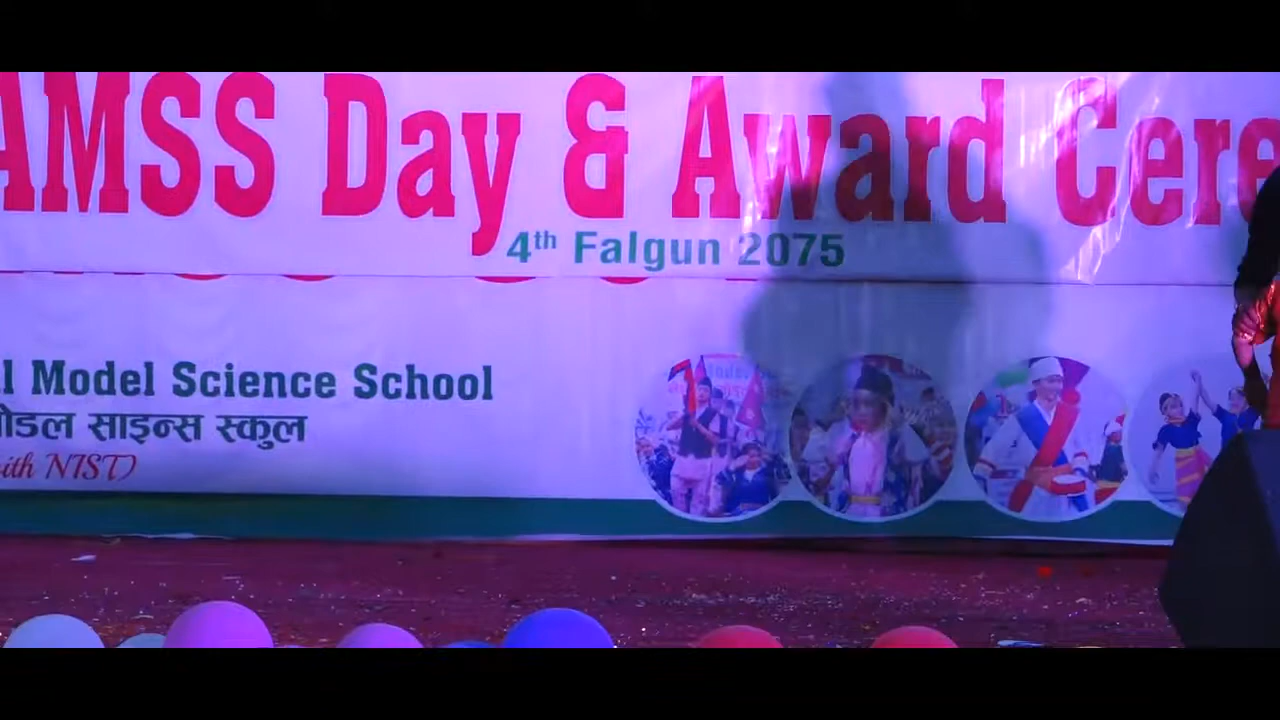 AMSS Day & Award Cere
4th Falgun 2075
l Model Science School
ोडल साइन्स स्कुल
ith NIST)